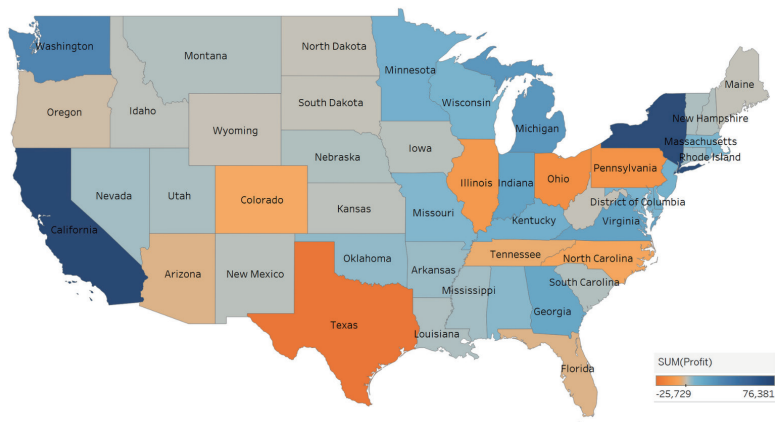 Washington
Montana
North Dakota
Minnesota
Maine
Oregon
Idaho
South Dakota
Wisconsin
New Hampshire
Wyoming
Michigan
Massachusetts
Iowa
Rhode Island
Nebraska
Pennsylvania
Nevada
Utah
Illinois
Indiana
Ohio
Colorado
District of Columbia
Kansas
Missouri
Kentucky
Virginia
California
Oklahoma
Tennessee
North Carolina
Arizona
New Mexico
Arkansas
South Carolina
Mississippi
Georgia
Texas
Louisiana
Florida
SUM(Profit)
-25,729 76,381